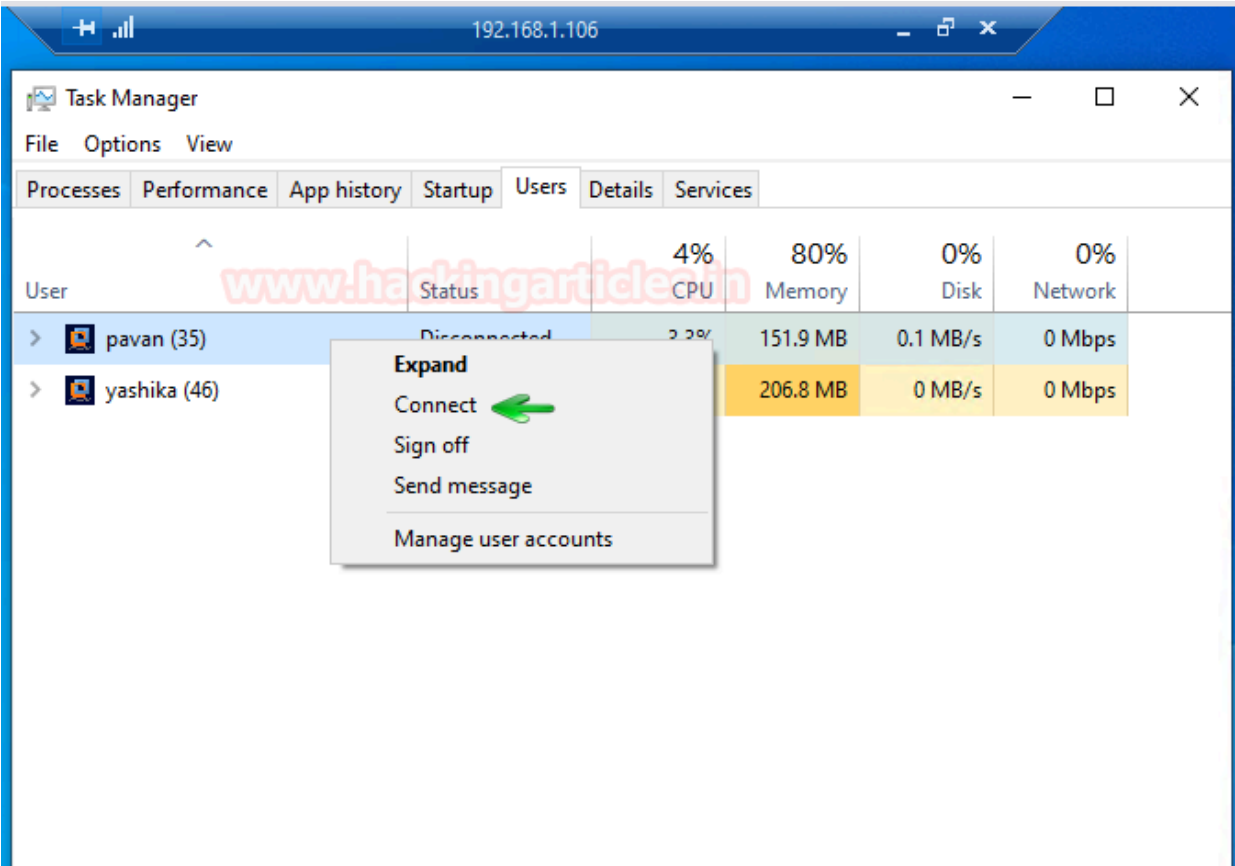 192.168.1.106
Task Manager
File Options View
Processes Performance App history Startup Users Details Services
4% 80% 0% 0%
www.hackingarticles.in
User Status CPU Memory Disk Network
pavan (35) Disconnected 3.3% 151.9 MB 0.1 MB/s 0 Mbps
yashika (46) 206.8 MB 0 MB/s 0 Mbps
Expand
Connect
Sign off
Send message
Manage user accounts